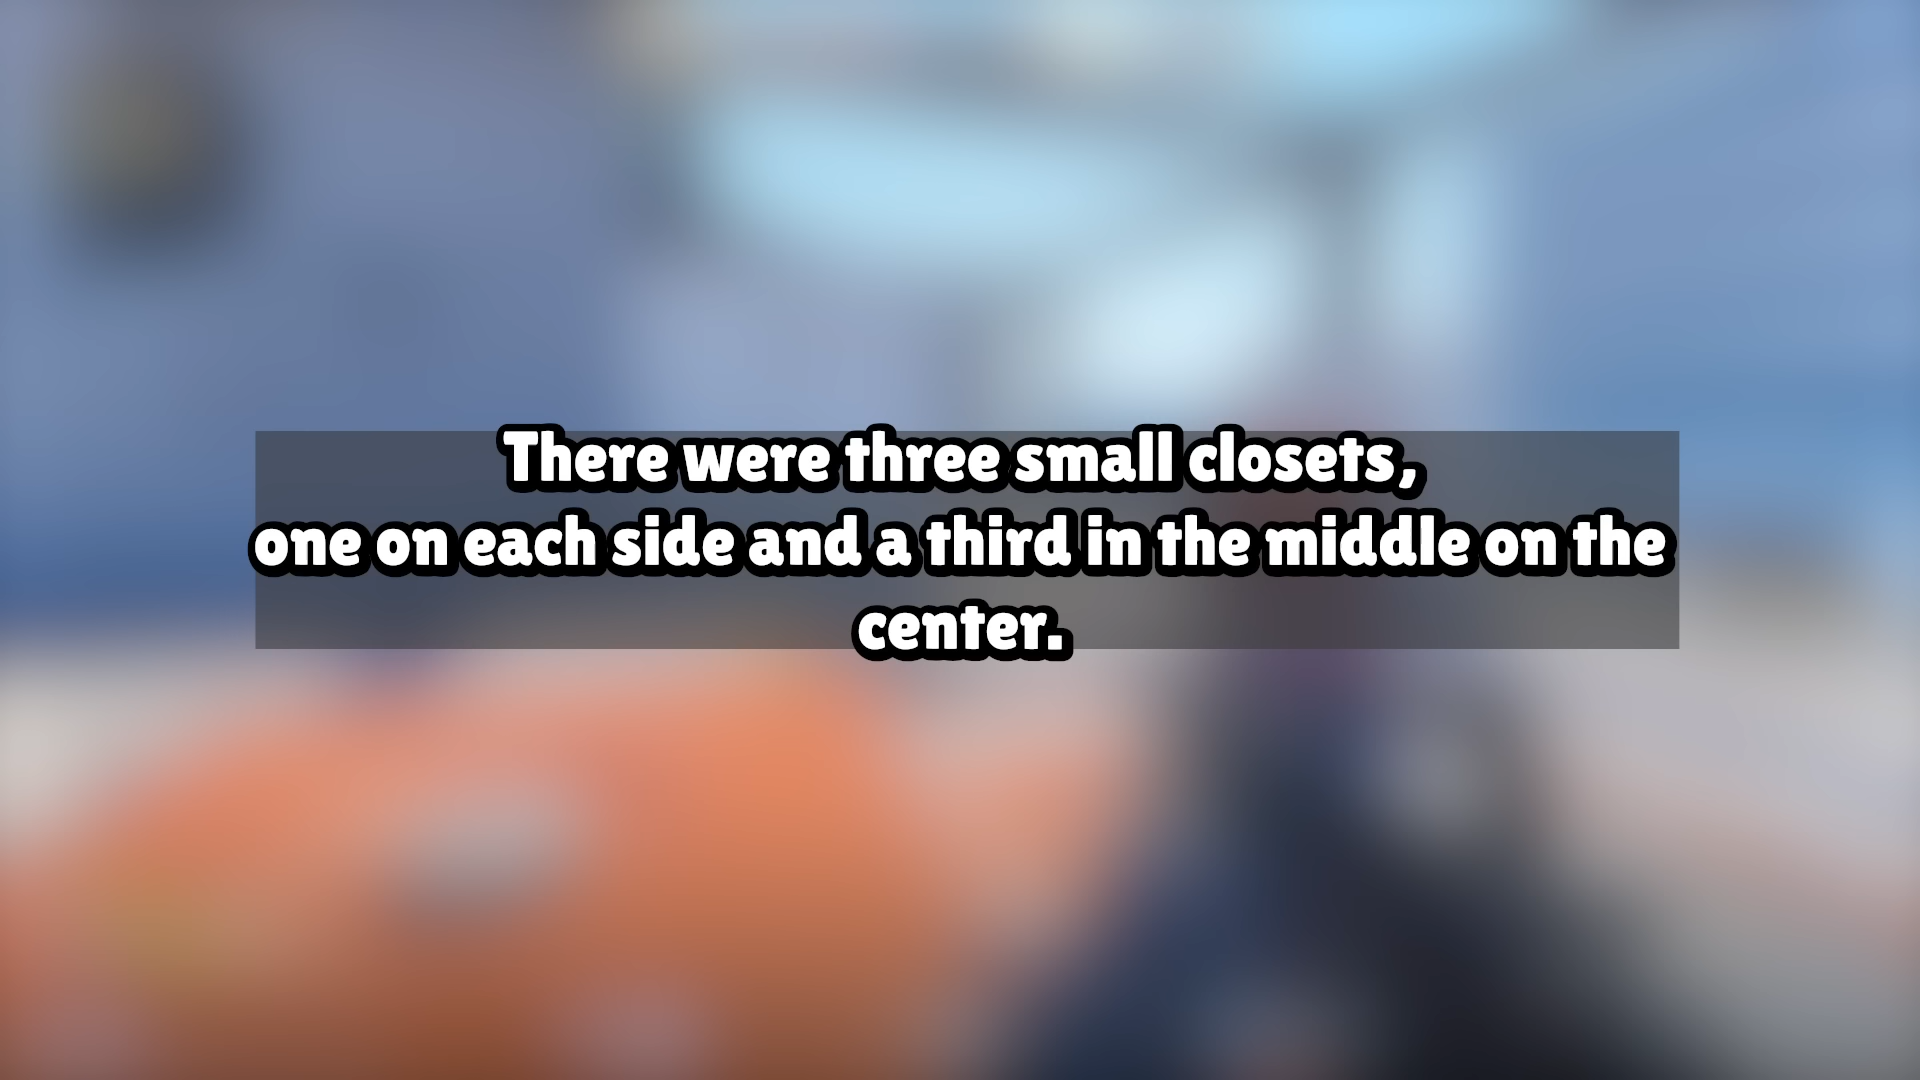 There were three small closets,
one on each side and a third in the middle on the
center.